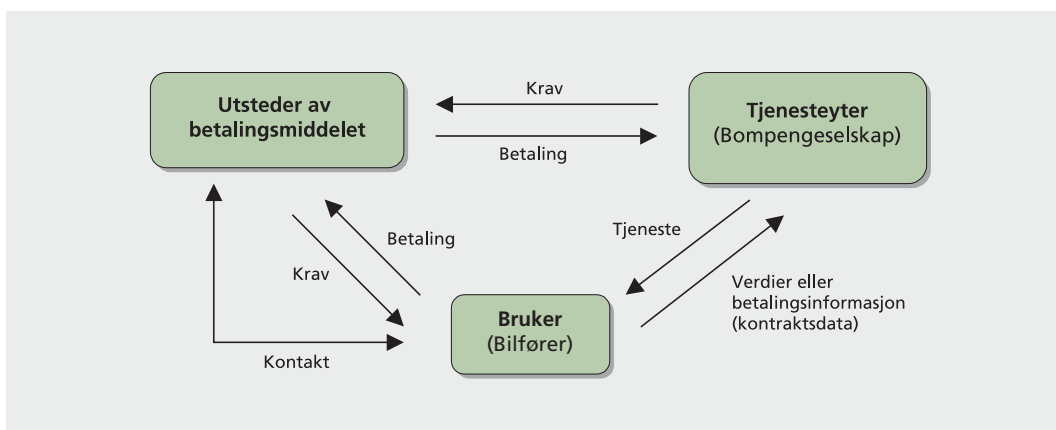 Utsteder av
betalingsmiddelet
Krav
Betaling
Tjenesteyter
(Bompengeselskap)
Betaling
Krav
Kontakt
Tjeneste
Verdier eller
betalingsinformasjon
(kontraktsdata)
Bruker
(Bilfører)